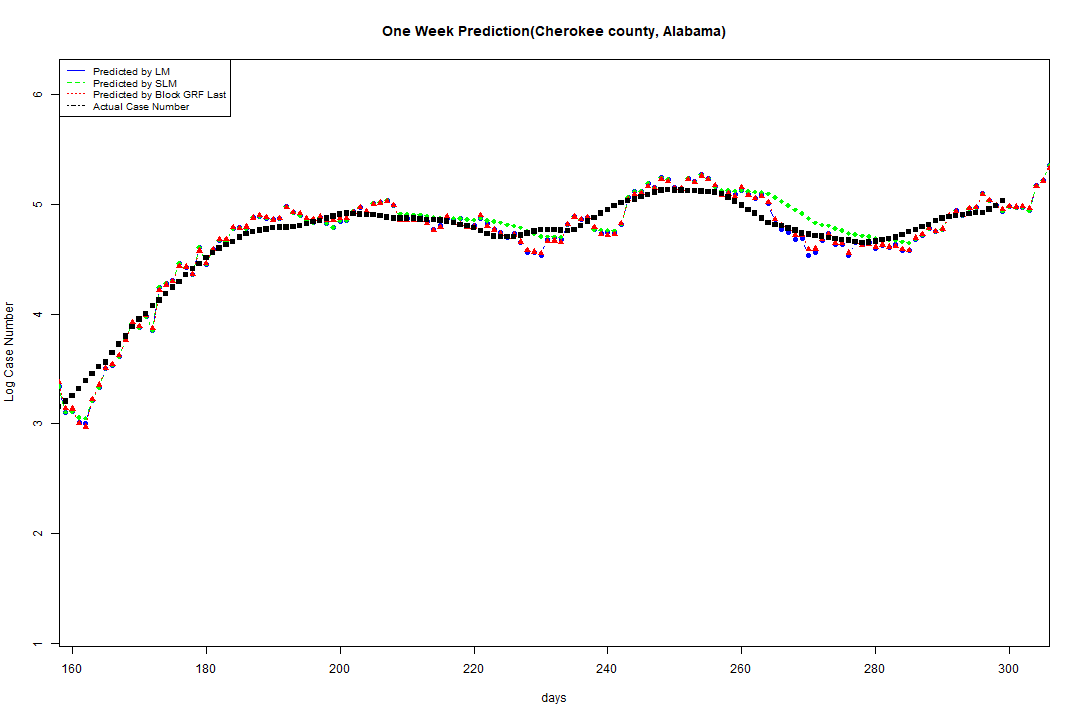 One Week Prediction(Cherokee county, Alabama)
Predicted by LM
Predicted by SLM
Predicted by Block GRF Last
Actual Case Number
6
5
4
3
2
1
Log Case Number
160 180 200 220 240 260 280 300
days